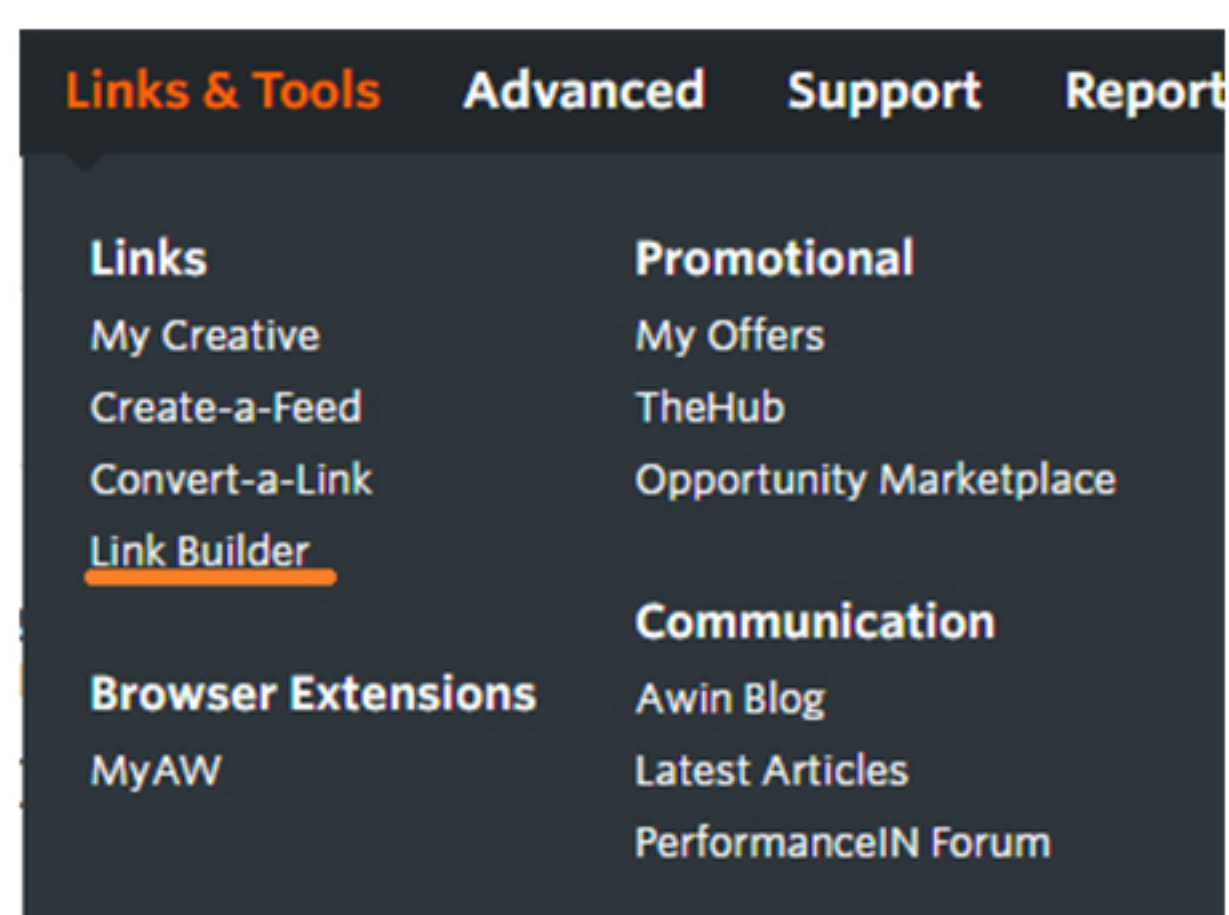 Links & Tools Advanced Support Report
Links
My Creative
Create-a-Feed
Convert-a-Link
Link Builder
Browser Extensions
MyAW
Promotional
My Offers
TheHub
Opportunity Marketplace
Communication
Awin Blog
Latest Articles
PerformanceIN Forum